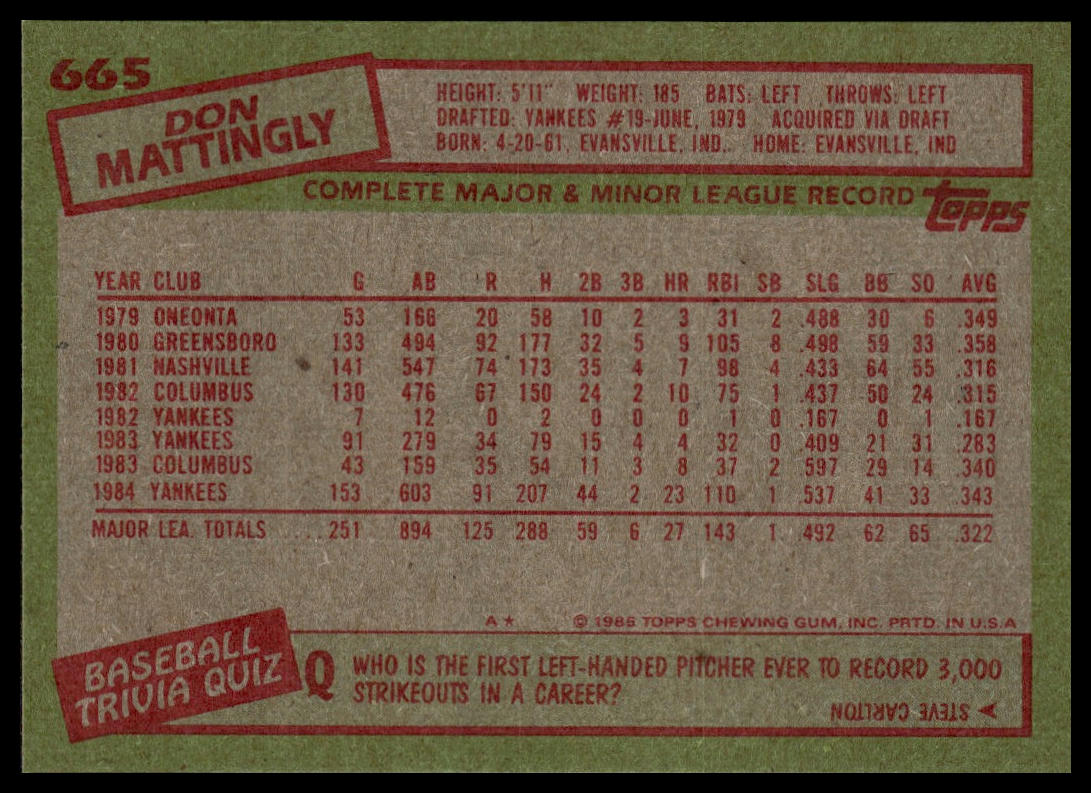 665
DON
MATTINGLY
HEIGHT: 5'11" WEIGHT: 185 BATS: LEFT THROWS: LEFT
DRAFTED: YANKEES #19-JUNE, 1979 ACQUIRED VIA DRAFT
BORN: 4-20-61, EVANSVILLE, IND. HOME: EVANSVILLE, IND
COMPLETE MAJOR & MINOR LEAGUE RECORD
TOPPS
YEAR CLUB G AB R H 2B 3B HR RBI SB SLG BB SO AVG
1979 ONEONTA 53 166 20 58 10 2 3 31 2 .488 30 6 .349
1980 GREENSBORO 133 494 92 177 32 5 9 105 8 .498 59 33 .358
1981 NASHVILLE 141 547 74 173 35 4 7 98 4 .433 64 55 .316
1982 COLUMBUS 130 476 67 150 24 2 10 75 1 .437 50 24 .315
1982 YANKEES 7 12 0 2 0 0 0 1 0 .167 0 1 .167
1983 YANKEES 91 279 34 79 15 4 4 32 0 .409 21 31 .283
1983 COLUMBUS 43 159 35 54 11 3 8 37 2 .597 29 14 .340
1984 YANKEES 153 603 91 207 44 2 23 110 1 .537 41 33 .343
MAJOR LEA. TOTALS ... 251 894 125 288 59 6 27 143 1 .492 62 65 .322
A★ © 1985 TOPPS CHEWING GUM, INC. PRTD. IN U.S.A
BASEBALL
TRIVIA QUIZ
Q WHO IS THE FIRST LEFT-HANDED PITCHER EVER TO RECORD 3,000
STRIKEOUTS IN A CAREER?
STEVE CARLTON